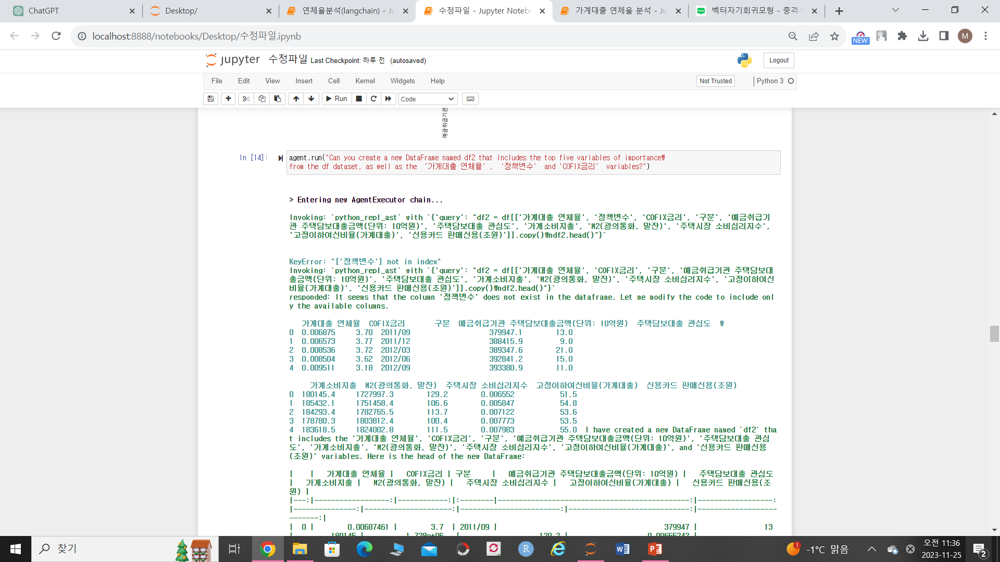 ChatGPT
Desktop/
연체율분석(langchain) - Ju
수정파일 - Jupyter Notebo
가계대출 연체율 분석 - Ju
벡터자기회귀모형 - 충격-
localhost:8888/notebooks/Desktop/수정파일.ipynb
NEW
M
jupyter 수정파일 Last Checkpoint: 하루 전 (autosaved)
Logout
File Edit View Insert Cell Kernel Widgets Help
Not Trusted
Python 3
Run
Code
예금취급기관
In [14]:
agent.run("Can you create a new DataFrame named df2 that includes the top five variables of importance₩
from the df dataset, as well as the ‘가계대출 연체율’ , ‘정책변수’ and 'COFIX금리’ variables?")
> Entering new AgentExecutor chain...
Invoking: `python_repl_ast` with `{'query': "df2 = df[['가계대출 연체율', '정책변수', 'COFIX금리', '구분', '예금취급기
관 주택담보대출금액(단위: 10억원)', '주택담보대출 관심도', '가계소비지출', 'M2(광의통화, 말잔)', '주택시장 소비심리지수',
'고정이하여신비율(가계대출)', '신용카드 판매신용(조원)']].copy()₩ndf2.head()"}`
KeyError: "['정책변수'] not in index"
Invoking: `python_repl_ast` with `{'query': "df2 = df[['가계대출 연체율', 'COFIX금리', '구분', '예금취급기관 주택담보대
출금액(단위: 10억원)', '주택담보대출 관심도', '가계소비지출', 'M2(광의통화, 말잔)', '주택시장 소비심리지수', '고정이하여신
비율(가계대출)', '신용카드 판매신용(조원)']].copy()₩ndf2.head()"}`
responded: It seems that the column '정책변수' does not exist in the dataframe. Let me modify the code to include onl
y the available columns.
가계대출 연체율 COFIX금리 구분 예금취급기관 주택담보대출금액(단위: 10억원) 주택담보대출 관심도 ₩
0 0.006875 3.70 2011/09 379947.1 13.0
1 0.006573 3.77 2011/12 388415.9 9.0
2 0.008536 3.72 2012/03 389347.6 21.0
3 0.008504 3.62 2012/06 392841.2 15.0
4 0.009511 3.18 2012/09 393380.9 11.0
가계소비지출 M2(광의통화, 말잔) 주택시장 소비심리지수 고정이하여신비율(가계대출) 신용카드 판매신용(조원)
0 180145.4 1727997.3 129.2 0.006552 51.5
1 185432.1 1751458.4 106.6 0.005847 54.8
2 184293.4 1782765.5 113.7 0.007122 53.6
3 178780.3 1803812.4 100.4 0.007773 53.5
4 183618.5 1824002.8 111.5 0.007983 55.0 I have created a new DataFrame named `df2` tha
t includes the '가계대출 연체율', 'COFIX금리', '구분', '예금취급기관 주택담보대출금액(단위: 10억원)', '주택담보대출 관심
도', '가계소비지출', 'M2(광의통화, 말잔)', '주택시장 소비심리지수', '고정이하여신비율(가계대출)', and '신용카드 판매신용
(조원)' variables. Here is the head of the new DataFrame:
| | 가계대출 연체율 | COFIX금리 | 구분 | 예금취급기관 주택담보대출금액(단위: 10억원) | 주택담보대출 관심도
| 가계소비지출 | M2(광의통화, 말잔) | 주택시장 소비심리지수 | 고정이하여신비율(가계대출) | 신용카드 판매신용(조
원) |
|---:|------------------:|------------:|:--------|----------------------------------------------:|------------------:
|---------------:|---------------------:|------------------------:|-----------------------------:|-------------------
-------:|
| 0 | 0.00687461 | 3.7 | 2011/09 | 379947 | 13
| 180145 | 1.728e+06 | 129.2 | 0.00655242 |
찾기
1
-1°C 맑음
오전 11:36
2023-11-25
2